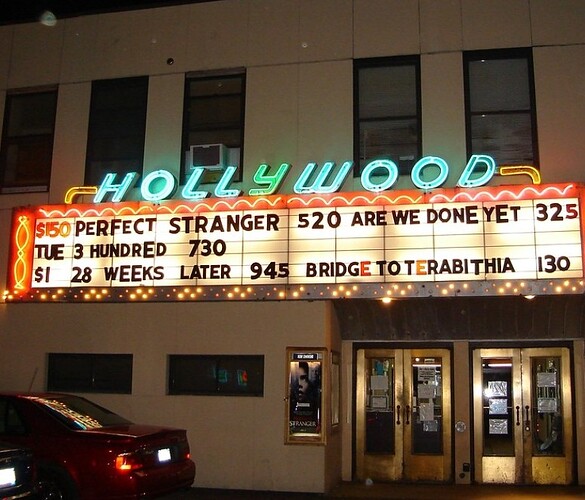 HOLLYWOOD
$150 PERFECT STRANGER 520 ARE WE DONE YET 325
TUE 3 HUNDRED 730
$1 28 WEEKS LATER 945 BRIDGE TO TERABITHIA 130
STRANGER